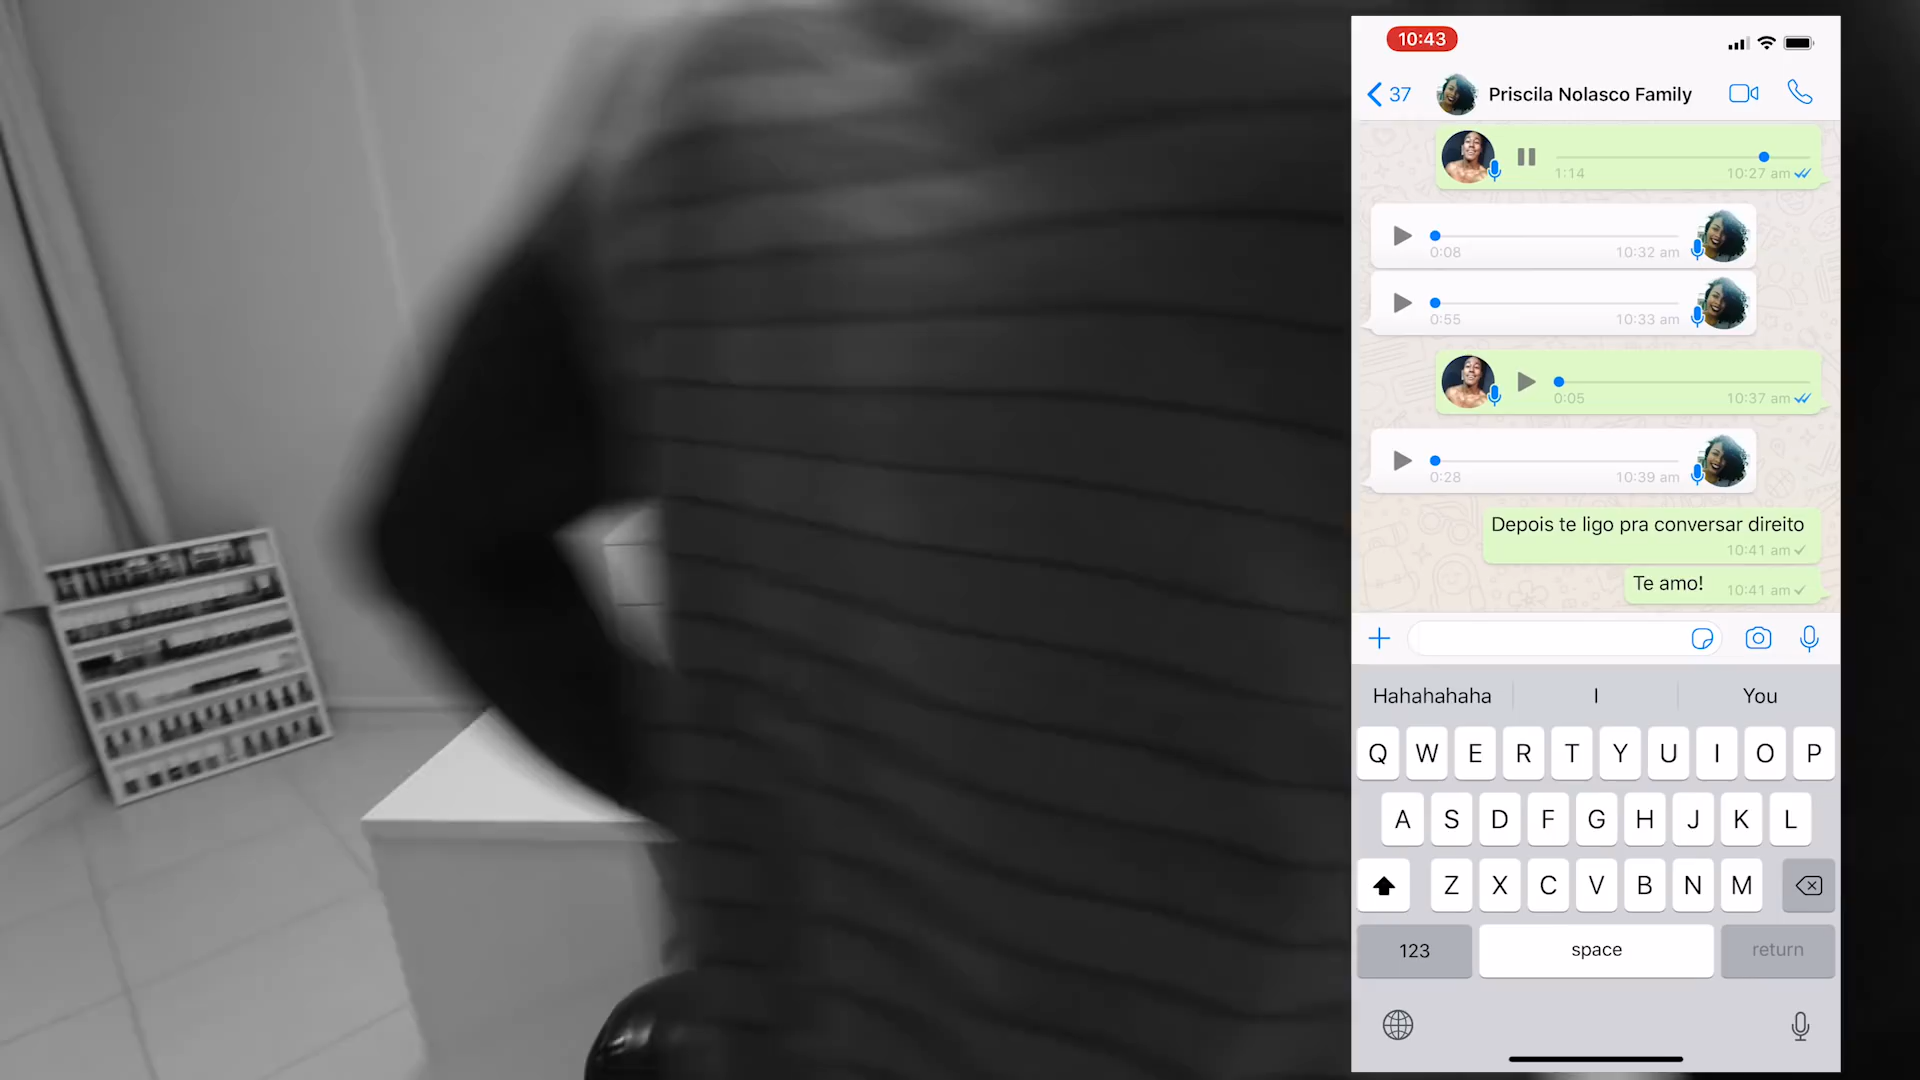 10:43
37
Priscila Nolasco Family
1:14 10:27 am
0:08 10:32 am
0:55 10:33 am
0:05 10:37 am
0:28 10:39 am
Depois te ligo pra conversar direito
10:41 am
Te amo! 10:41 am
Hahahahaha I You
Q W E R T Y U I O P
A S D F G H J K L
Z X C V B N M
123 space return